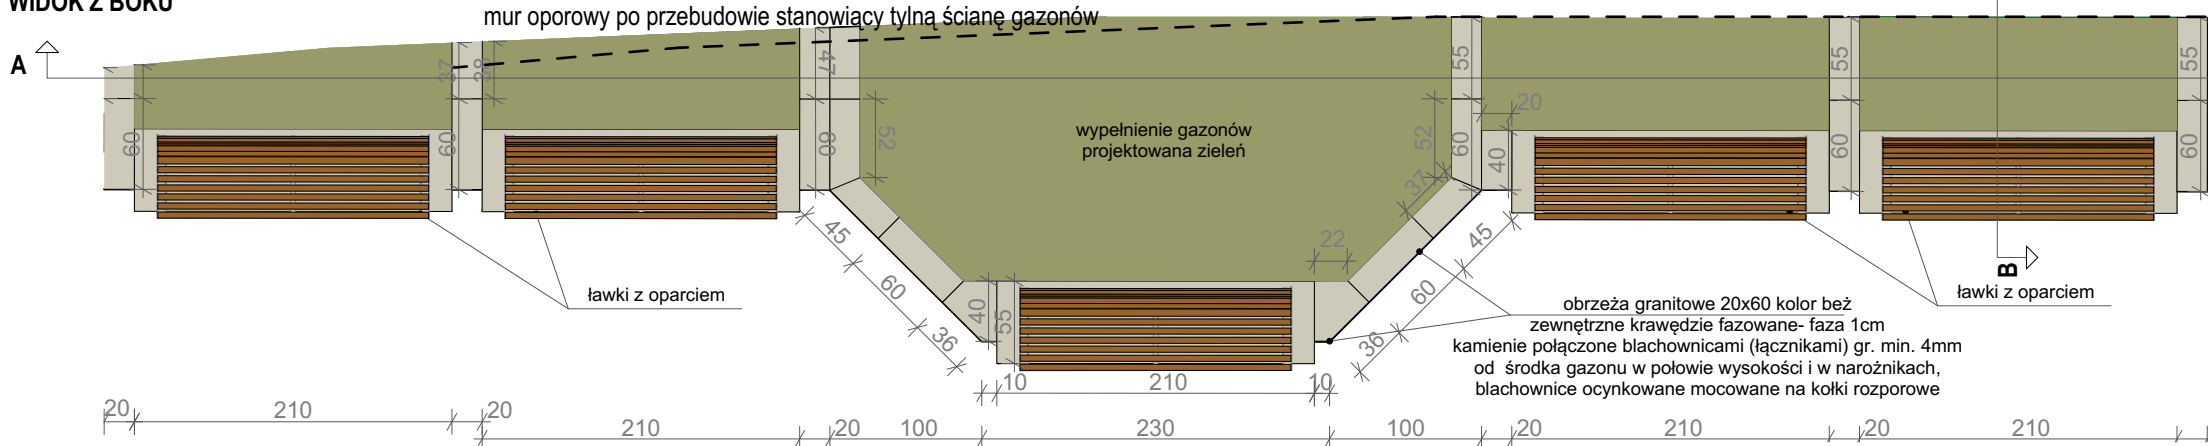 WIDOK Z BOKU
mur oporowy po przebudowie stanowiący tylną ścianę gazonów
A
37
38
47
55
55
55
60
60
60
52
wypełnienie gazonów
projektowana zieleń
52
60
20
40
60
60
37
45
60
36
22
45
60
36
40
55
ławki z oparciem
B
ławki z oparciem
obrzeża granitowe 20x60 kolor beż
zewnętrzne krawędzie fazowane- faza 1cm
kamienie połączone blachownicami (łącznikami) gr. min. 4mm
od środka gazonu w połowie wysokości i w narożnikach,
blachownice ocynkowane mocowane na kołki rozporowe
10 210 10
20 210 20
210 20 100 230 100 20 210 20 210